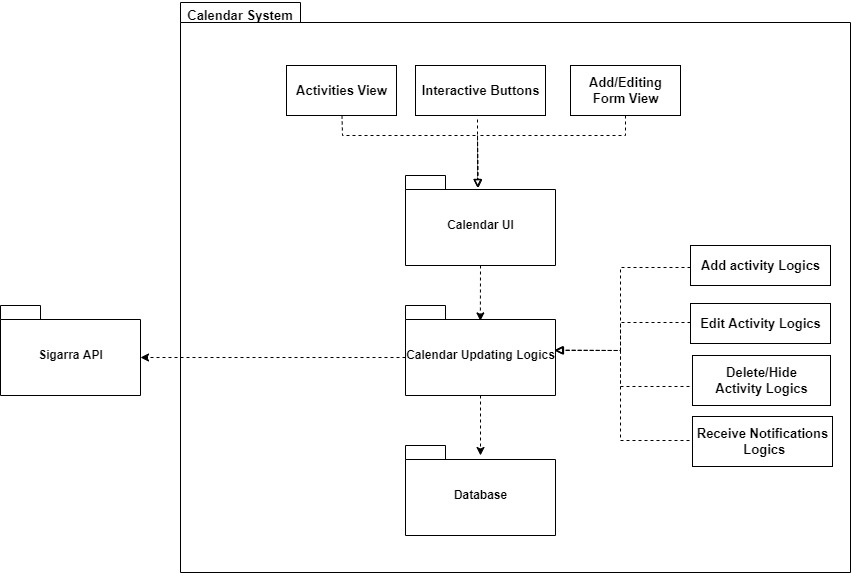 Calendar System
Activities View
Interactive Buttons
Add/Editing
Form View
Calendar UI
Add activity Logics
Edit Activity Logics
Sigarra API
Calendar Updating Logics
Delete/Hide
Activity Logics
Receive Notifications
Logics
Database